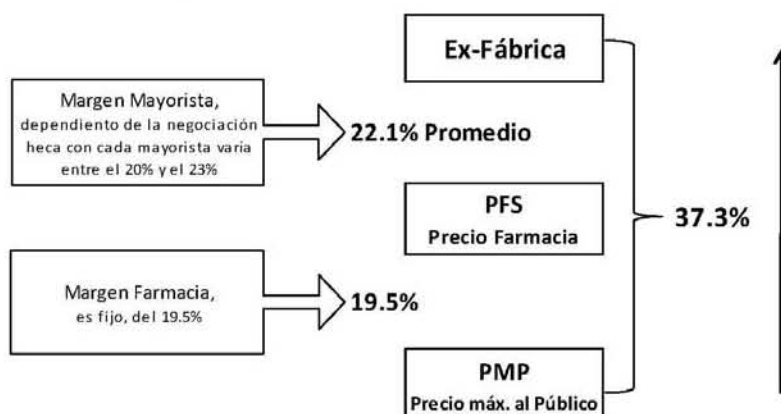 Ex-Fábrica
Margen Mayorista,
dependiento de la negociación
heca con cada mayorista varía
entre el 20% y el 23%
22.1% Promedio
PFS
Precio Farmacia
37.3%
Margen Farmacia,
es fijo, del 19.5%
19.5%
PMP
Precio máx. al Público